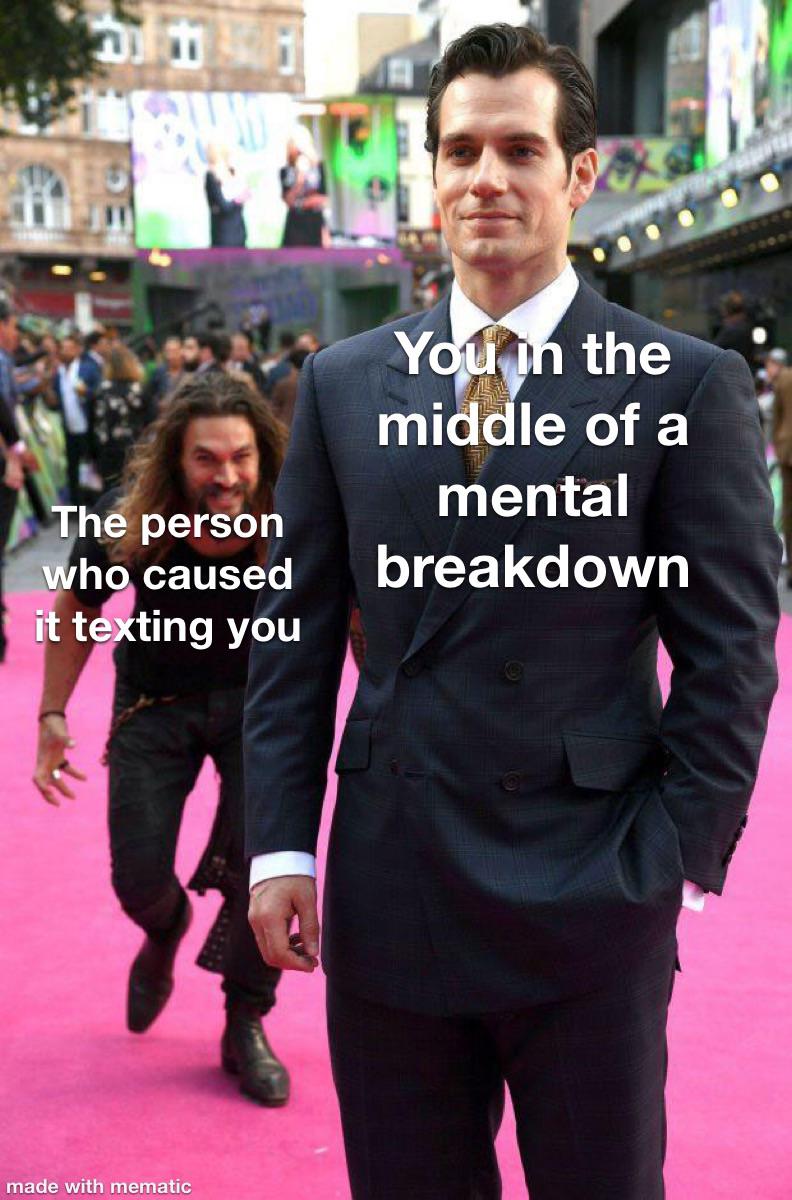 You in the
middle of a
mental
breakdown
The person
who caused
it texting you
made with mematic